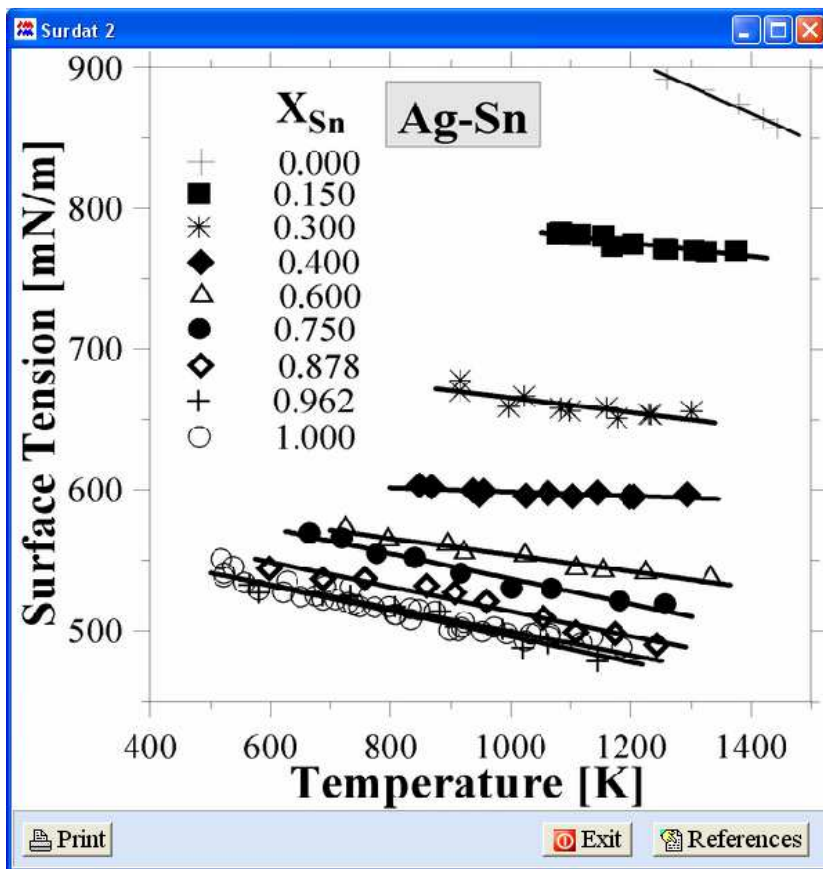 Surdat 2
Surface Tension [mN/m]
900
800
700
600
500
X_Sn
Ag-Sn
0.000
0.150
0.300
0.400
0.600
0.750
0.878
0.962
1.000
400 600 800 1000 1200 1400
Temperature [K]
Print Exit References